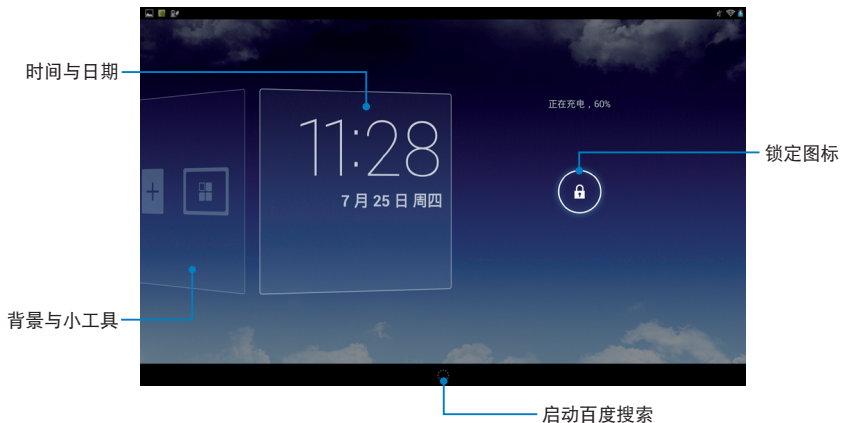 时间与日期
正在充电，60%
11:28
锁定图标
7 月 25 日 周四
背景与小工具
启动百度搜索